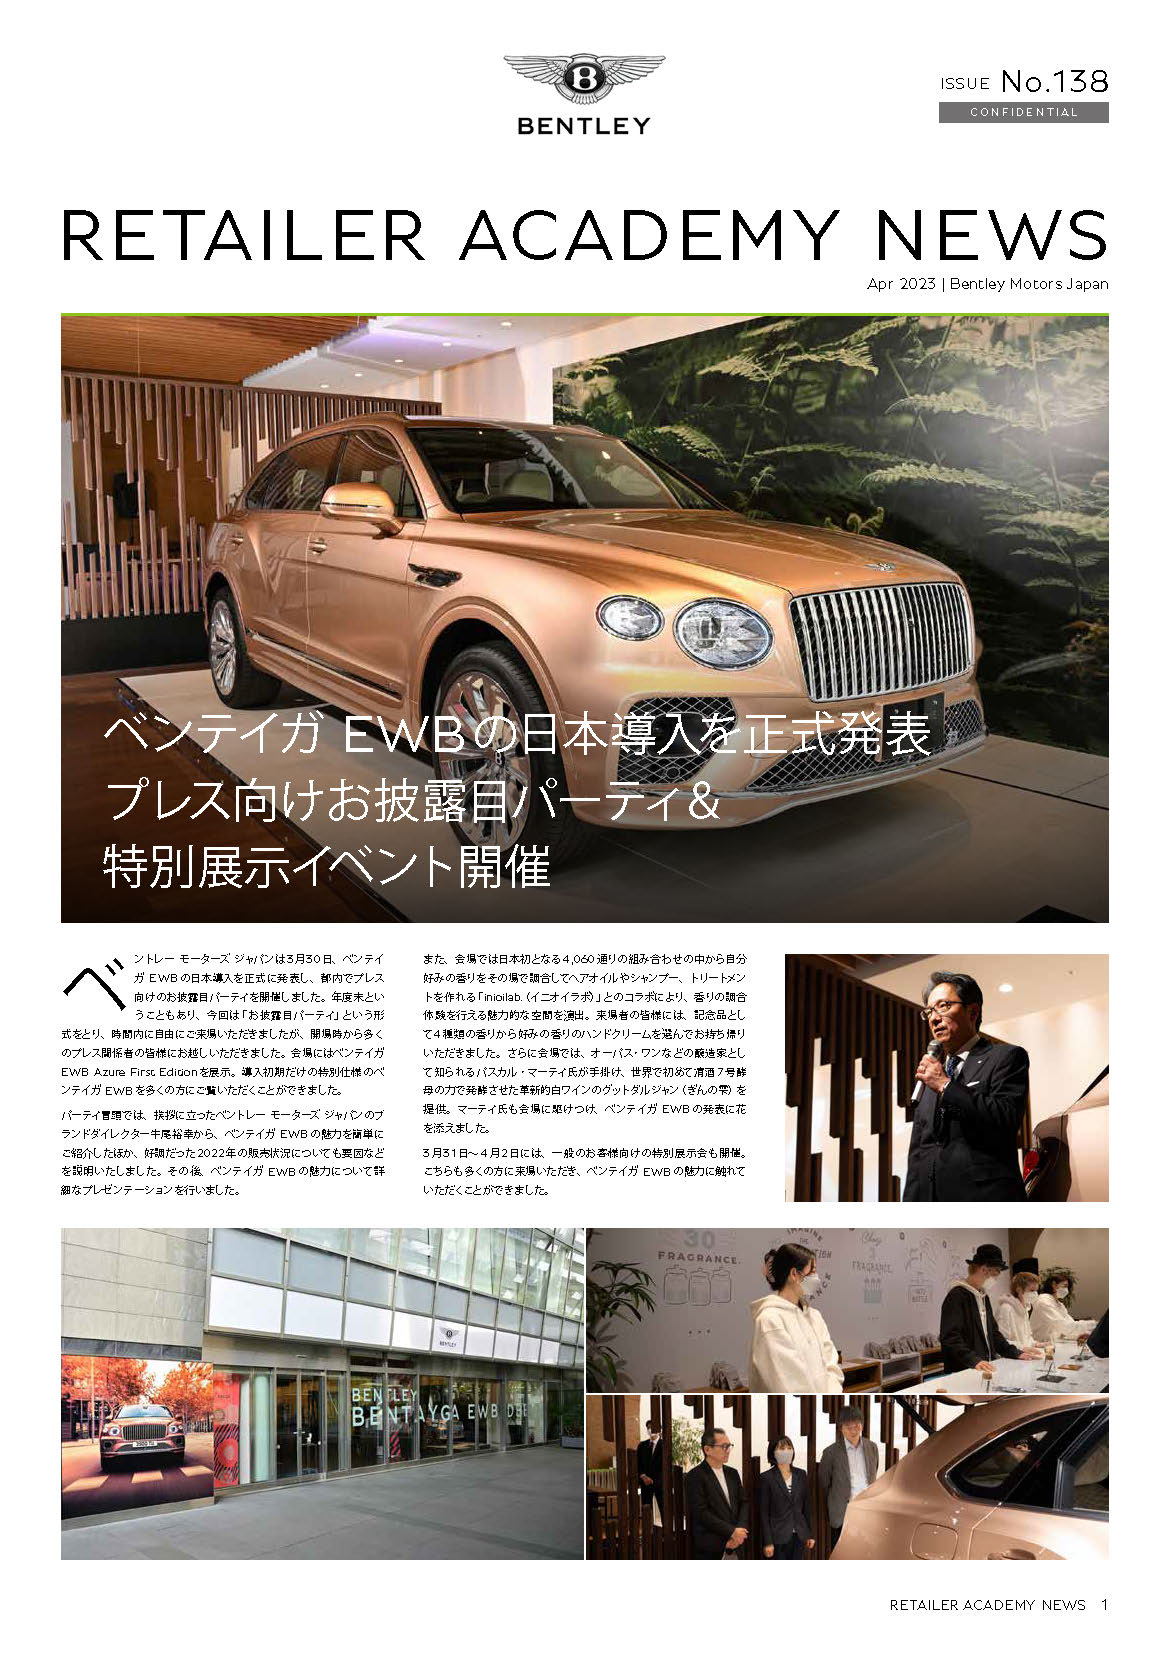 BENTLEY
ISSUE No.138
CONFIDENTIAL
RETAILER ACADEMY NEWS
Apr 2023 | Bentley Motors Japan
ベンテイガ EWBの日本導入を正式発表
プレス向けお披露目パーティ&
特別展示イベント開催
ベントレー モーターズ ジャパンは3月30日、ベンテイ
ガ EWBの日本導入を正式に発表し、都内でプレス
向けのお披露目パーティを開催しました。年度末とい
うこともあり、今回は「お披露目パーティ」という形
式をとり、時間内に自由にご来場いただきましたが、開場時から多く
のプレス関係者の皆様にお越しいただきました。会場にはベンテイガ
EWB Azure First Editionを展示。導入初期だけの特別仕様のベ
ンテイガ EWBを多くの方にご覧いただくことができました。
パーティ冒頭では、挨拶に立ったベントレー モーターズ ジャパンのブ
ランドダイレクター牛尾裕幸から、ベンテイガ EWBの魅力を簡単に
ご紹介したほか、好調だった2022年の販売状況についても要因など
を説明いたしました。その後、ベンテイガ EWBの魅力について詳
細なプレゼンテーションを行いました。
また、会場では日本初となる4,060通りの組み合わせの中から自分
好みの香りをその場で調合してヘアオイルやシャンプー、トリートメン
トを作れる「inioilab.（イニオイラボ）」とのコラボにより、香りの調合
体験を行える魅力的な空間を演出。来場者の皆様には、記念品とし
て4種類の香りから好みの香りのハンドクリームを選んでお持ち帰り
いただきました。さらに会場では、オーパス・ワンなどの醸造家とし
て知られるパスカル・マーティ氏が手掛け、世界で初めて清酒7号酵
母の力で発酵させた革新的白ワインのグットダルジャン（ぎんの雫）を
提供。マーティ氏も会場に駆けつけ、ベンテイガ EWBの発表に花
を添えました。
3月31日～4月2日には、一般のお客様向けの特別展示会も開催。
こちらも多くの方に来場いただき、ベンテイガ EWBの魅力に触れて
いただくことができました。
BENTLEY
BENTLEY
BENTAYGA EWB
30
FRAGRANCE.
3
FRAGRANCE.
RETAILER ACADEMY NEWS 1